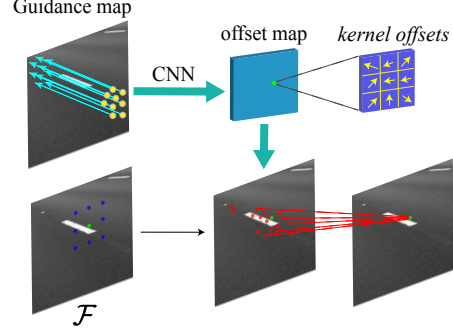 Guidance map
offset map
kernel offsets
CNN
ℱ